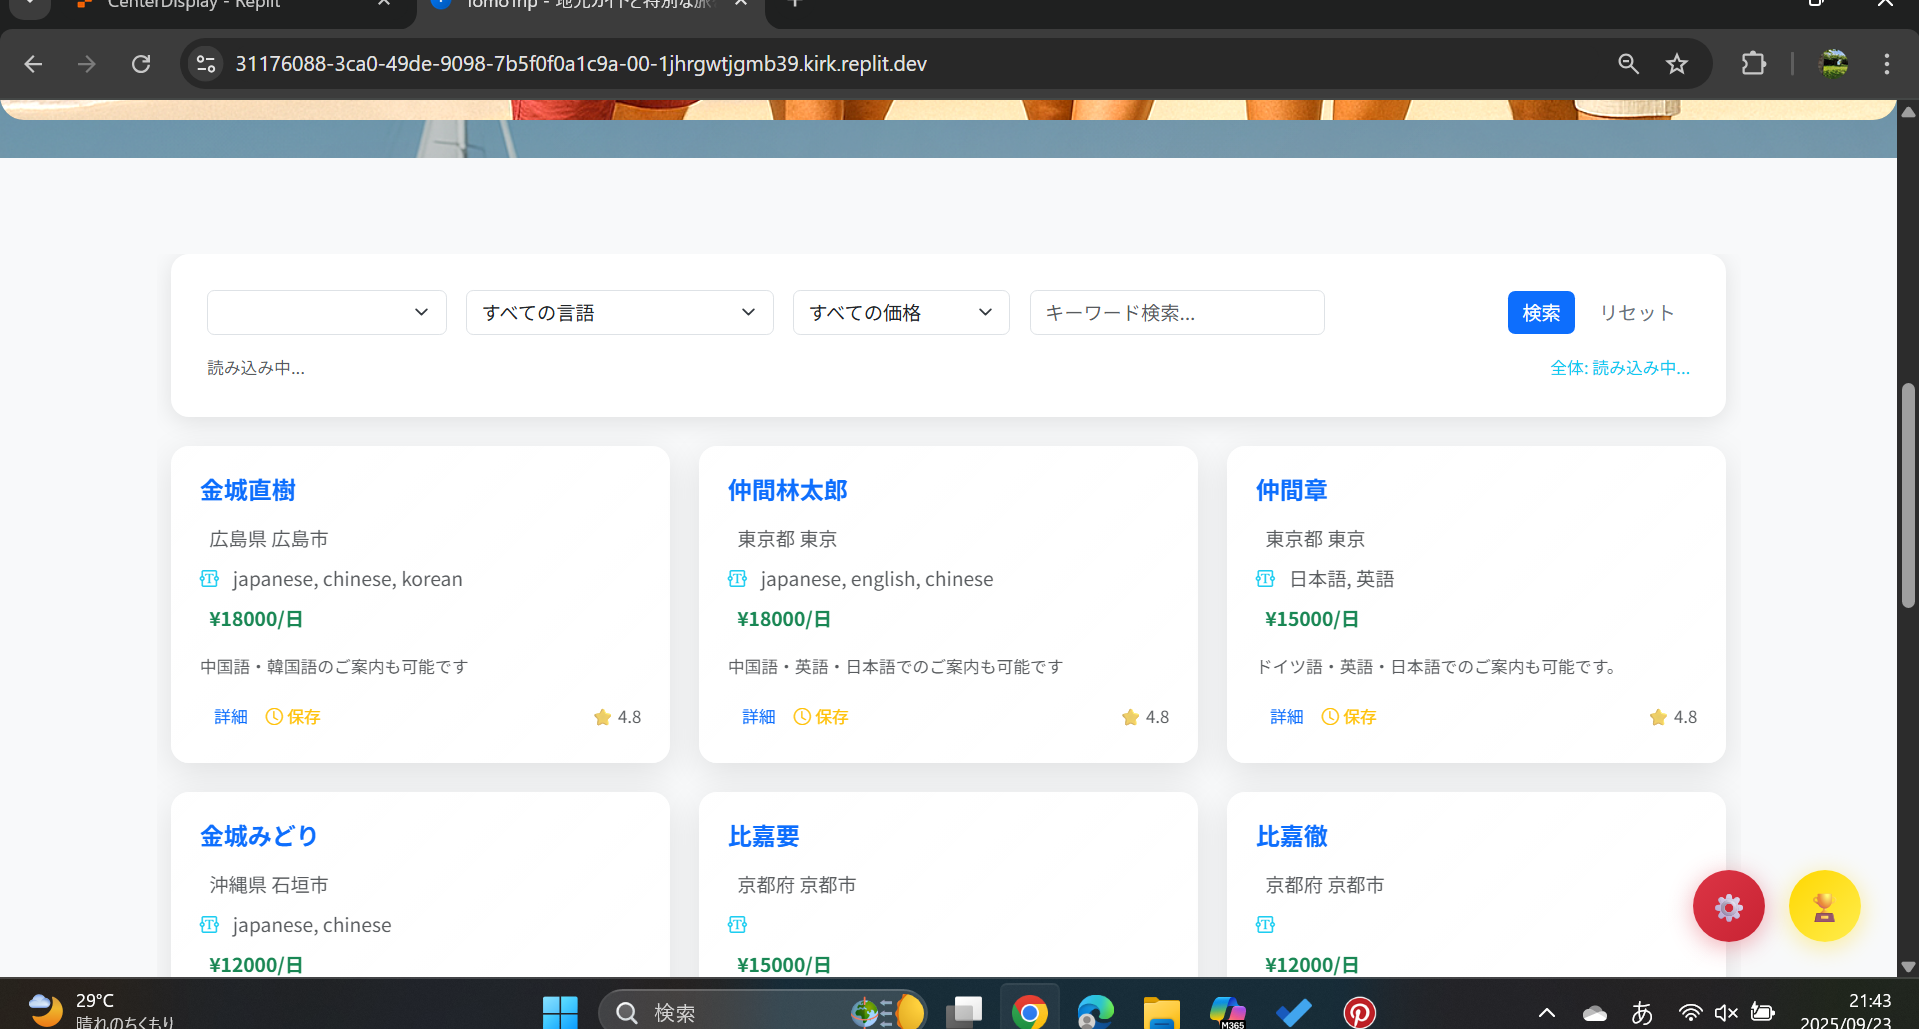 CenterDisplay - Replit
TomoTrip - 地元ガイドと特別な旅
31176088-3ca0-49de-9098-7b5f0f0a1c9a-00-1jhrgwtjgmb39.kirk.replit.dev
すべての言語 すべての価格 キーワード検索... 検索 リセット
読み込み中... 全体: 読み込み中...
金城直樹
広島県 広島市
japanese, chinese, korean
¥18000/日
中国語・韓国語のご案内も可能です
詳細 保存 4.8
仲間林太郎
東京都 東京
japanese, english, chinese
¥18000/日
中国語・英語・日本語でのご案内も可能です
詳細 保存 4.8
仲間章
東京都 東京
日本語, 英語
¥15000/日
ドイツ語・英語・日本語でのご案内も可能です。
詳細 保存 4.8
金城みどり
沖縄県 石垣市
japanese, chinese
¥12000/日
比嘉要
京都府 京都市
¥15000/日
比嘉徹
京都府 京都市
¥12000/日
29°C
晴れのちくもり
検索
M365
あ
21:43
2025/09/23